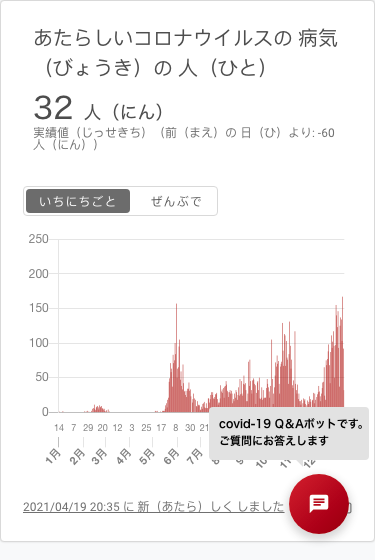 あたらしいコロナウイルスの 病気
（びょうき）の 人（ひと）
32 人（にん）
実績値（じっせきち）（前（まえ）の 日（ひ）より: -60
人（にん））
いちにちごと ぜんぶで
250
200
150
100
50
0
14 7 29 20 12 3 25 17 8 30 21
1月 2月 3月 4月 5月 6月 7月 8月
covid-19 Q&Aボットです。
ご質問にお答えします
2021/04/19 20:35 に 新（あたら）しく しました